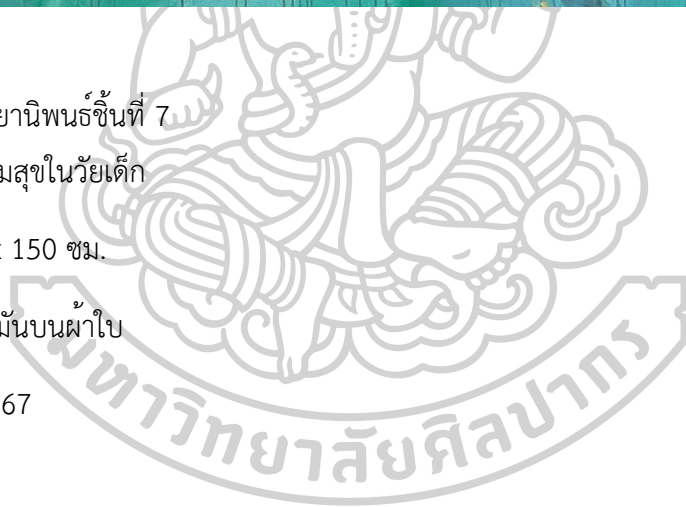 ยานิพนธ์ชิ้นที่ 7
มสุขในวัยเด็ก
150 ซม.
มันบนผ้าใบ
67
มหาวิทยาลัยศิลปากร